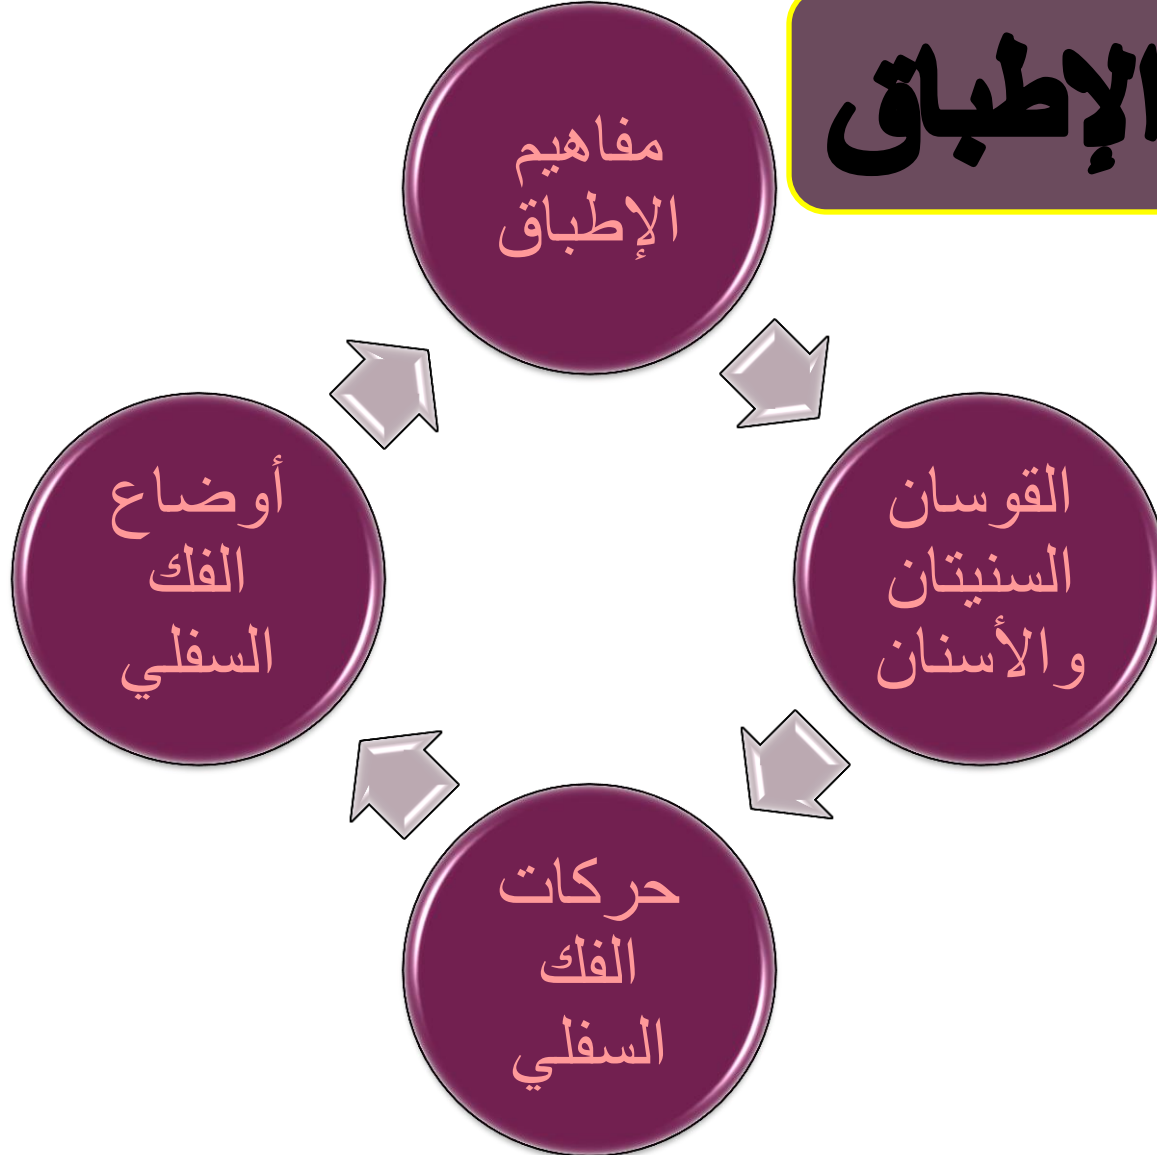 الإطباق
مفاهيم
الإطباق
القوسان
السنيتان
والأسنان
حركات
الفك
السفلي
أوضاع
الفك
السفلي